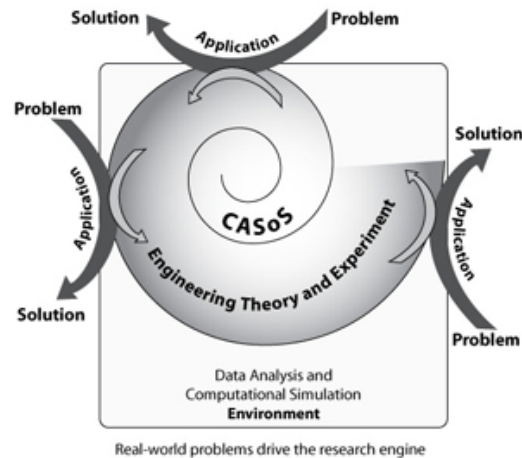 Solution
Application
Problem
Problem
Application
Solution
CASoS
Engineering Theory and Experiment
Solution
Application
Problem
Data Analysis and
Computational Simulation
Environment
Real-world problems drive the research engine